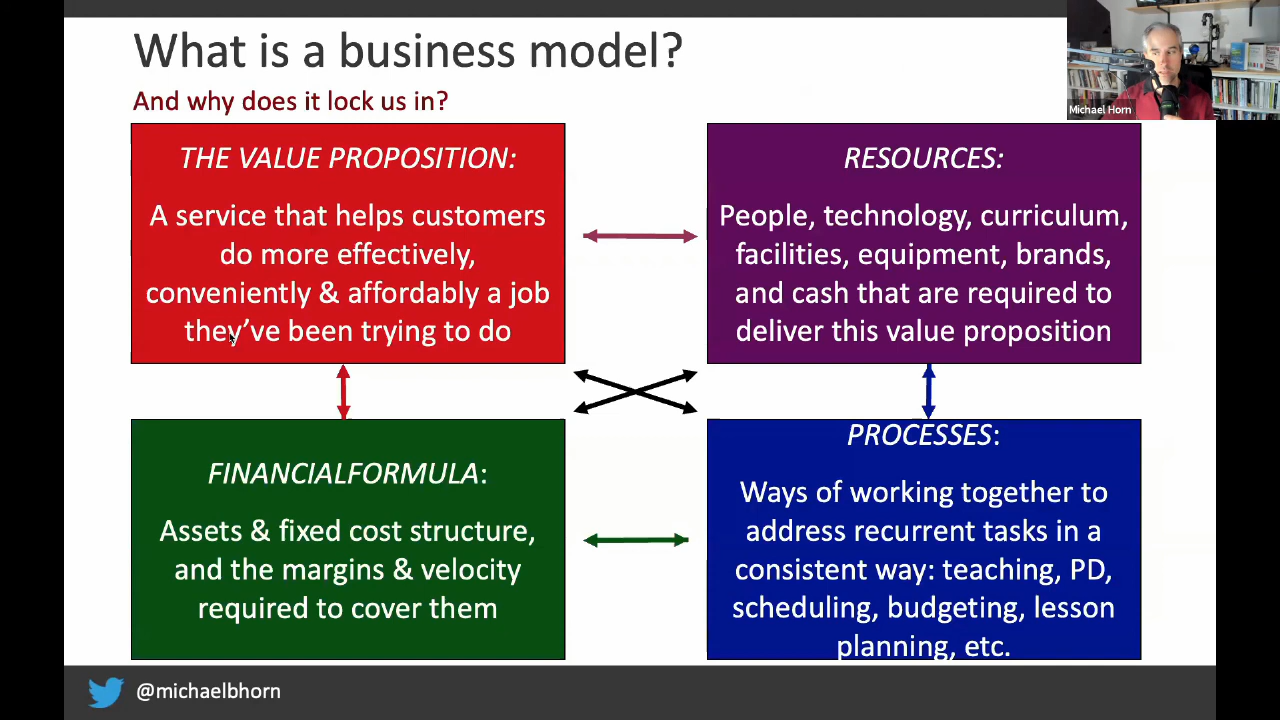 What is a business model?
And why does it lock us in?
Michael Horn
THE VALUE PROPOSITION:
A service that helps customers
do more effectively,
conveniently & affordably a job
they've been trying to do
RESOURCES:
People, technology, curriculum,
facilities, equipment, brands,
and cash that are required to
deliver this value proposition
FINANCIALFORMULA:
Assets & fixed cost structure,
and the margins & velocity
required to cover them
PROCESSES:
Ways of working together to
address recurrent tasks in a
consistent way: teaching, PD,
scheduling, budgeting, lesson
planning, etc.
@michaelbhorn